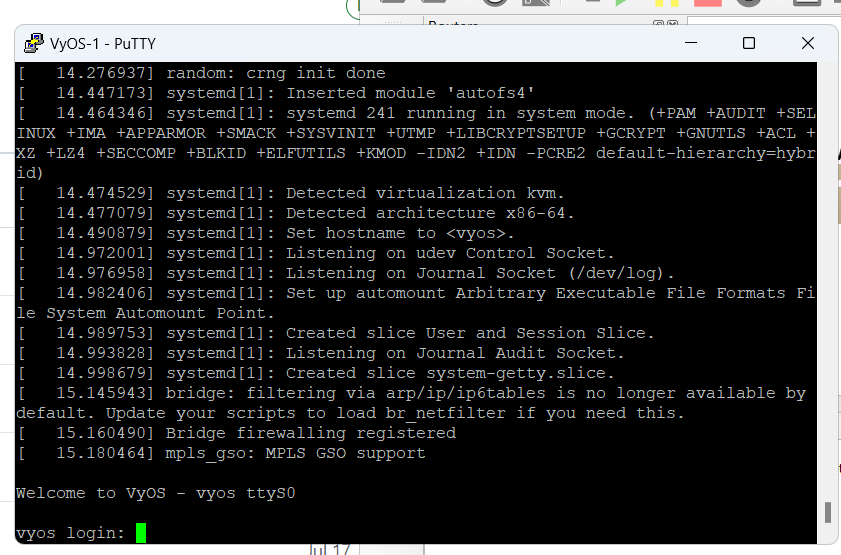 Routers
VyOS-1 - PuTTY
[   14.276937] random: crng init done
[   14.447173] systemd[1]: Inserted module 'autofs4'
[   14.464346] systemd[1]: systemd 241 running in system mode. (+PAM +AUDIT +SEL
INUX +IMA +APPARMOR +SMACK +SYSVINIT +UTMP +LIBCRYPTSETUP +GCRYPT +GNUTLS +ACL +
XZ +LZ4 +SECCOMP +BLKID +ELFUTILS +KMOD -IDN2 +IDN -PCRE2 default-hierarchy=hybr
id)
[   14.474529] systemd[1]: Detected virtualization kvm.
[   14.477079] systemd[1]: Detected architecture x86-64.
[   14.490879] systemd[1]: Set hostname to <vyos>.
[   14.972001] systemd[1]: Listening on udev Control Socket.
[   14.976958] systemd[1]: Listening on Journal Socket (/dev/log).
[   14.982406] systemd[1]: Set up automount Arbitrary Executable File Formats Fi
le System Automount Point.
[   14.989753] systemd[1]: Created slice User and Session Slice.
[   14.993828] systemd[1]: Listening on Journal Audit Socket.
[   14.998679] systemd[1]: Created slice system-getty.slice.
[   15.145943] bridge: filtering via arp/ip/ip6tables is no longer available by
default. Update your scripts to load br_netfilter if you need this.
[   15.160490] Bridge firewalling registered
[   15.180464] mpls_gso: MPLS GSO support
Welcome to VyOS - vyos ttyS0
vyos login:
Jul 17